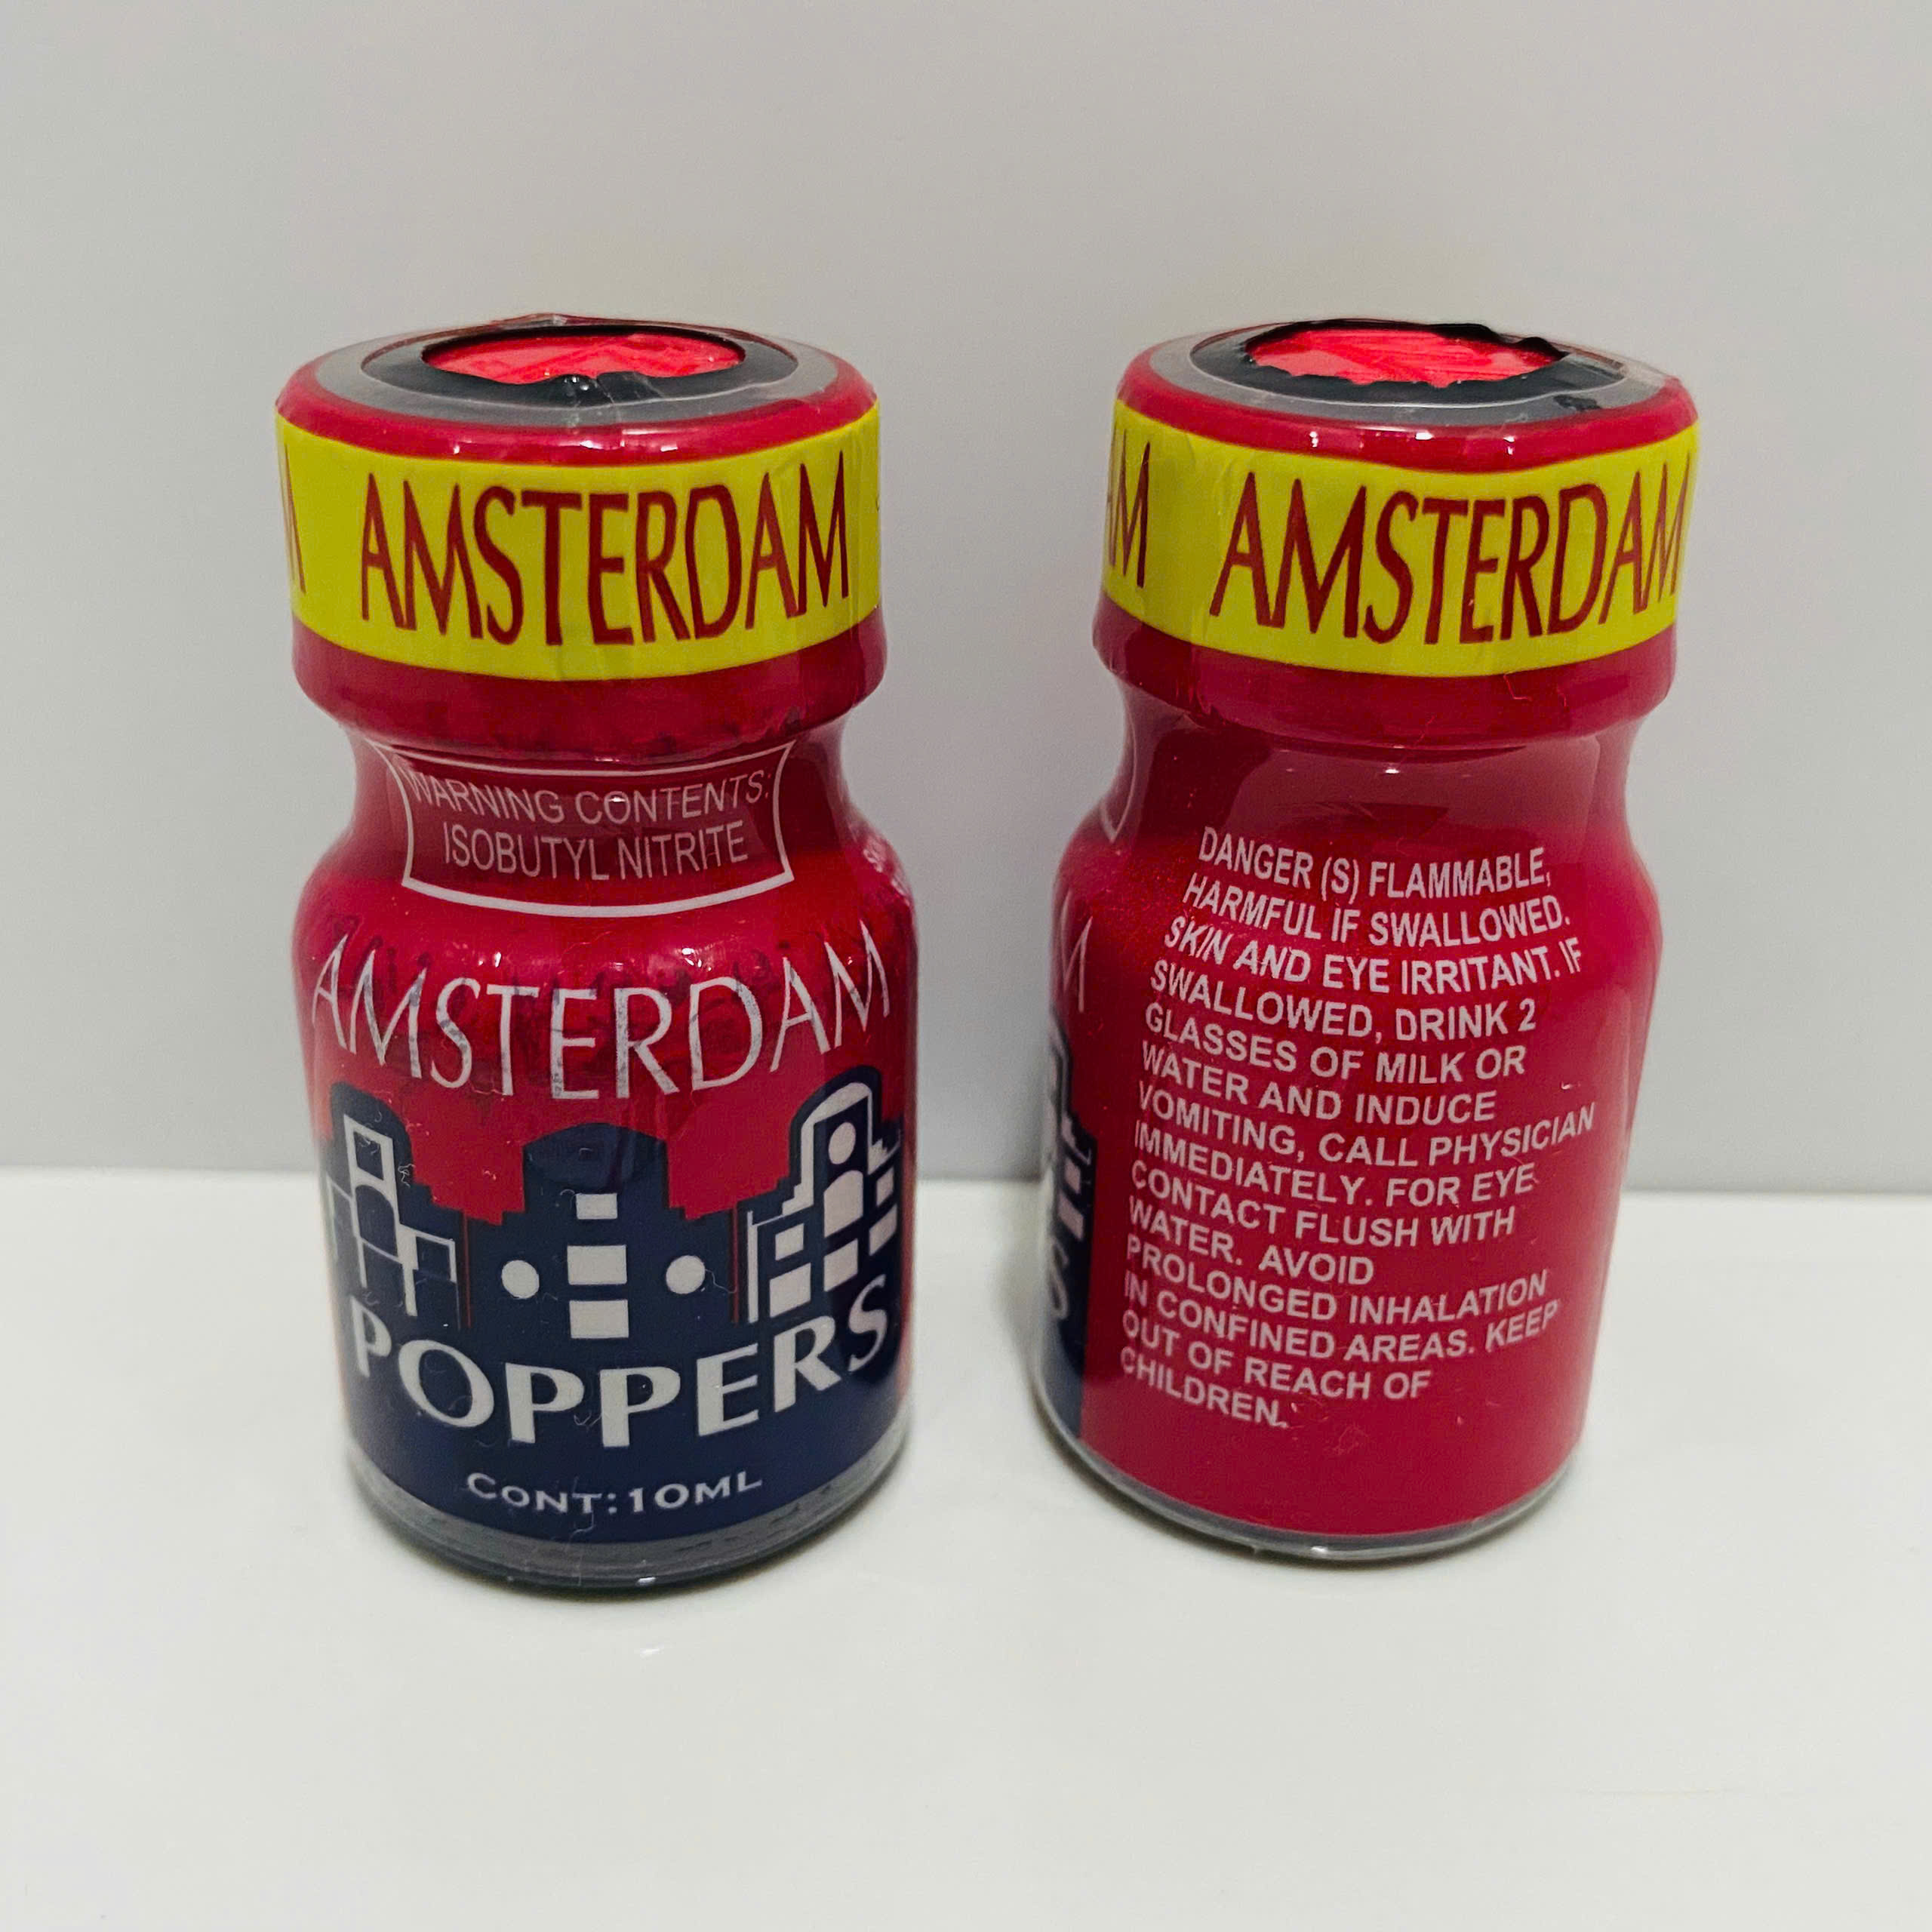 AMSTERDAM
WARNING CONTENTS:
ISOBUTYL NITRITE
AMSTERDAM
POPPERS
CONT:10ML
AM AMSTERDAM
DANGER (S) FLAMMABLE,
HARMFUL IF SWALLOWED.
SKIN AND EYE IRRITANT. IF
SWALLOWED, DRINK 2
GLASSES OF MILK OR
WATER AND INDUCE
VOMITING, CALL PHYSICIAN
IMMEDIATELY. FOR EYE
CONTACT FLUSH WITH
WATER. AVOID
PROLONGED INHALATION
IN CONFINED AREAS. KEEP
OUT OF REACH OF
CHILDREN.